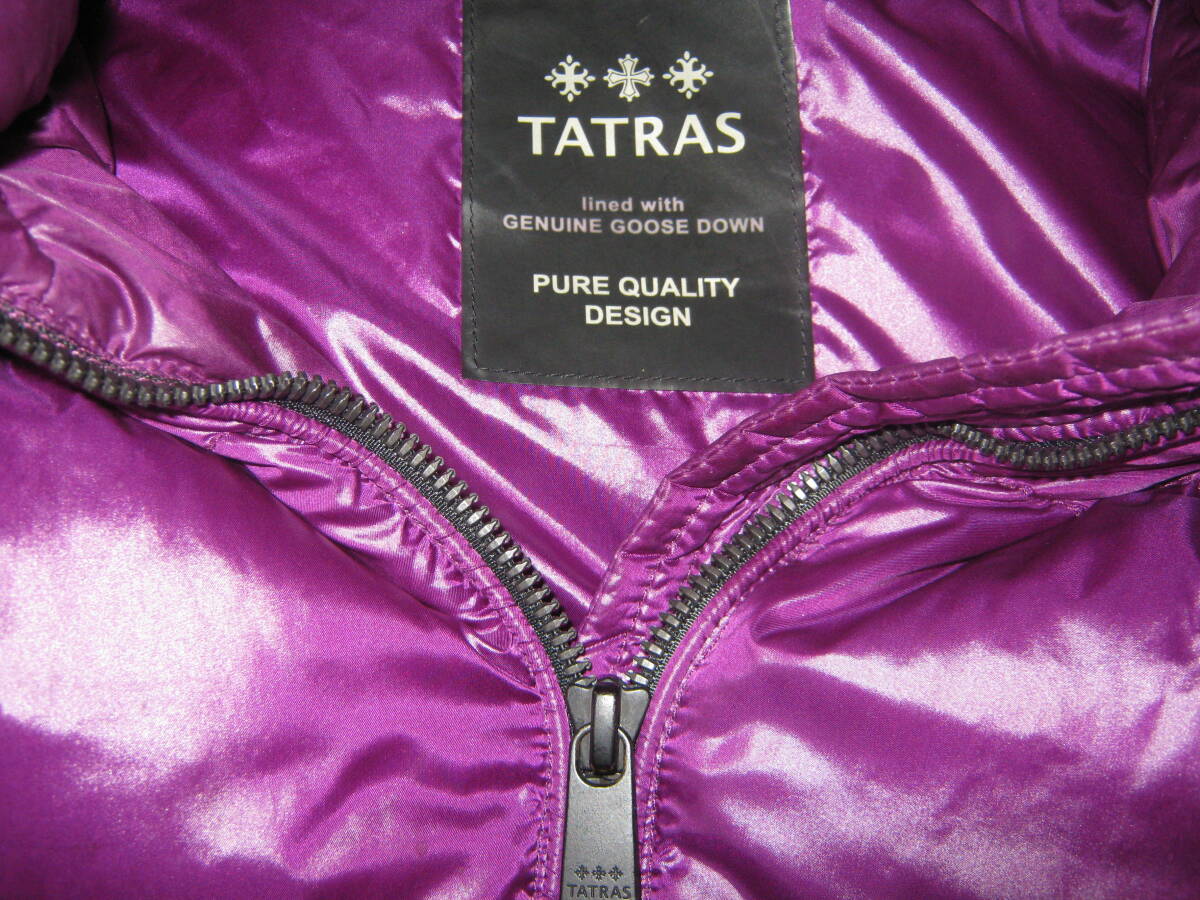 TATRAS
lined with
GENUINE GOOSE DOWN
PURE QUALITY
DESIGN
TATRAS